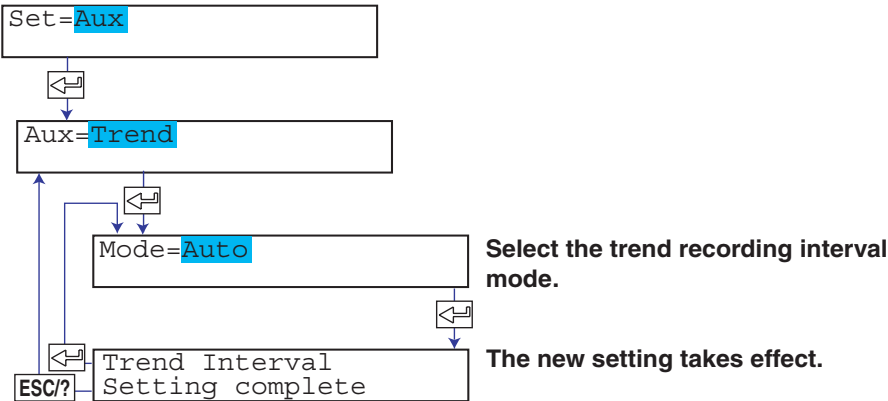 Set=Aux
Aux=Trend
Mode=Auto
Select the trend recording interval
mode.
Trend Interval
Setting complete
The new setting takes effect.
ESC/?